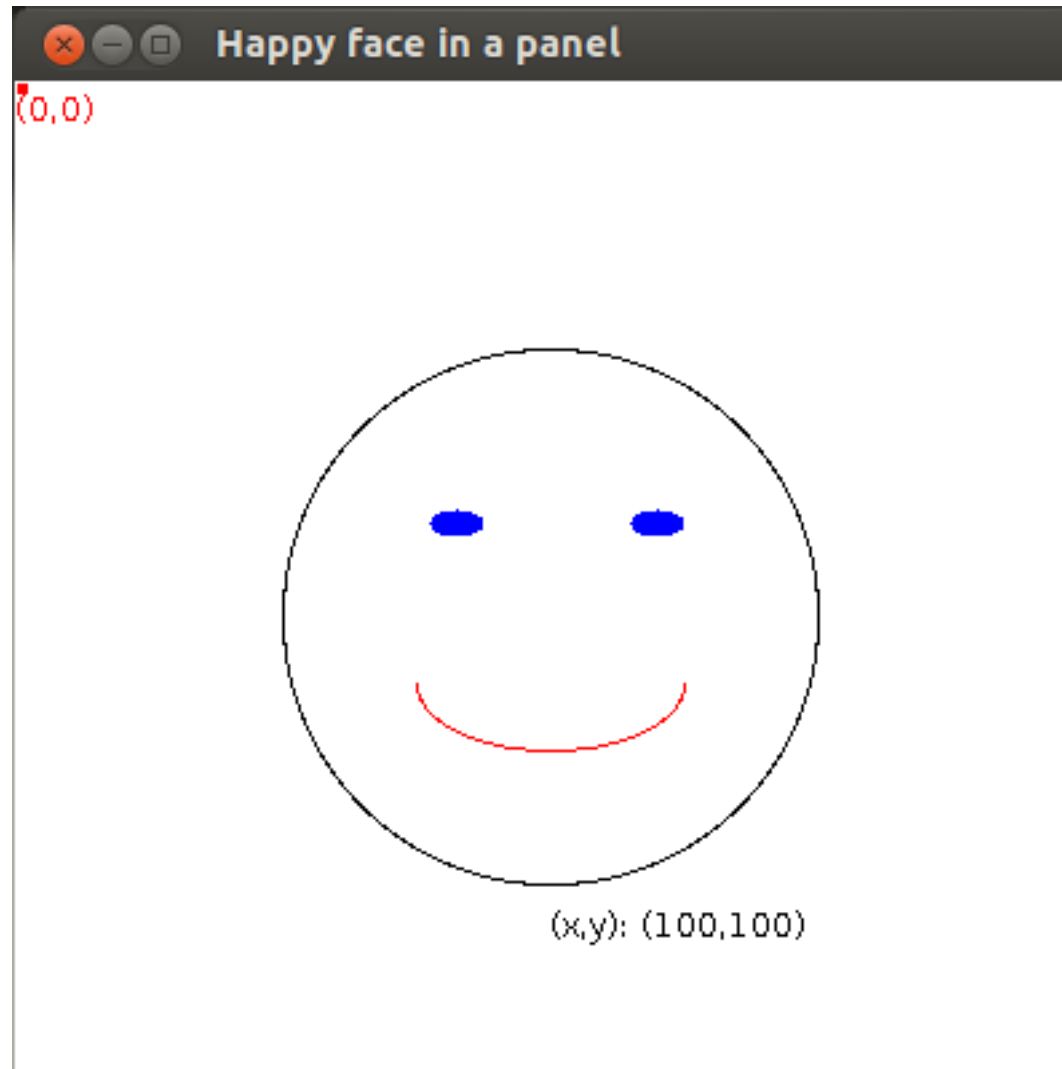 Happy face in a panel
(0,0)
(x,y): (100,100)